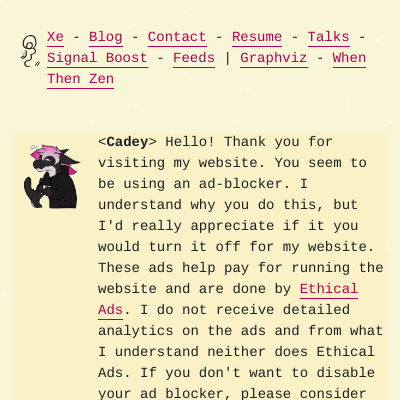 Xe - Blog - Contact - Resume - Talks -
Signal Boost - Feeds | Graphviz - When
Then Zen
<Cadey> Hello! Thank you for
visiting my website. You seem to
be using an ad-blocker. I
understand why you do this, but
I'd really appreciate if it you
would turn it off for my website.
These ads help pay for running the
website and are done by Ethical
Ads. I do not receive detailed
analytics on the ads and from what
I understand neither does Ethical
Ads. If you don't want to disable
your ad blocker, please consider